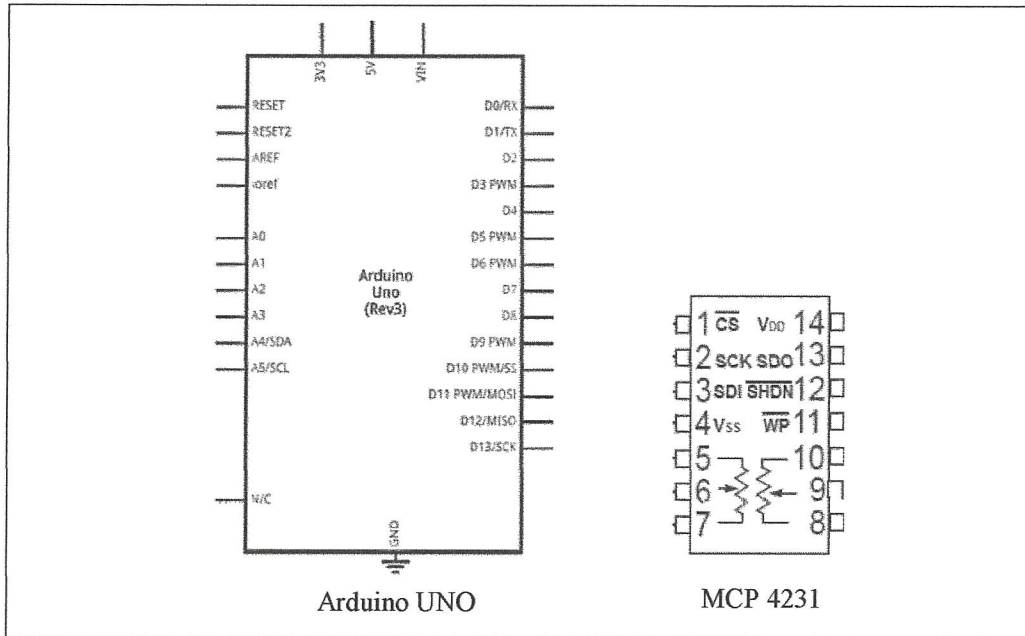 3V3
5V
VIN
RESET
RESET2
AREF
ioref
A0
A1
A2
A3
A4/SDA
A5/SCL
N/C
D0/RX
D1/TX
D2
D3 PWM
D4
D5 PWM
D6 PWM
D7
D8
D9 PWM
D10 PWM/SS
D11 PWM/MOSI
D12/MISO
D13/SCK
Arduino
Uno
(Rev3)
GND
Arduino UNO
1 CS VDD 14
2 SCK SDO 13
3 SDI SHDN 12
4 VSS WP 11
5 10
6 9
7 8
MCP 4231